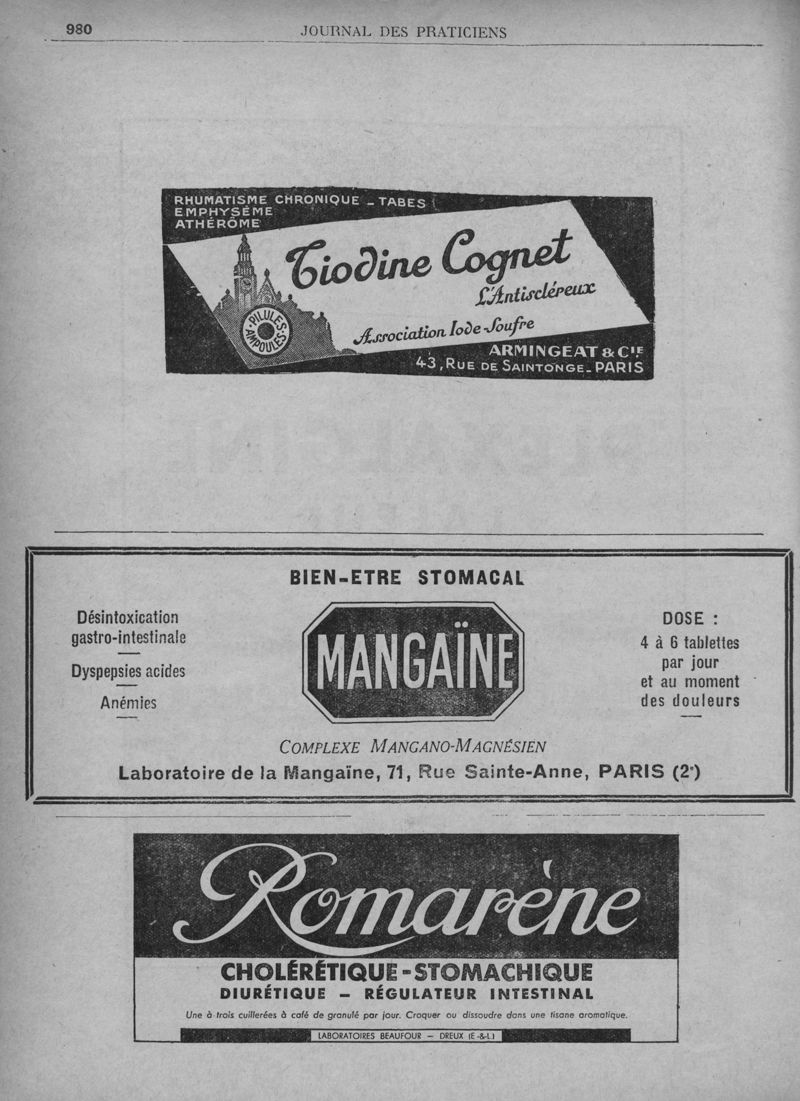 980
JOURNAL DES PRATICIENS
RHUMATISME CHRONIQUE - TABES
EMPHYSÈME
ATHÉRÔME
Tiodine Cognet
L'Antiscléreux
PILULES
AMPOULES
Association Iode-Soufre
ARMINGEAT & CIE
43, RUE DE SAINTONGE - PARIS
BIEN-ETRE STOMACAL
Désintoxication
gastro-intestinale
Dyspepsies acides
Anémies
MANGAÏNE
DOSE :
4 à 6 tablettes
par jour
et au moment
des douleurs
COMPLEXE MANGANO-MAGNÉSIEN
Laboratoire de la Mangaïne, 71, Rue Sainte-Anne, PARIS (2e)
Romarène
CHOLÉRÉTIQUE - STOMACHIQUE
DIURÉTIQUE — RÉGULATEUR INTESTINAL
Une à trois cuillerées à café de granulé par jour. Croquer ou dissoudre dans une tisane aromatique.
LABORATOIRES BEAUFOUR — DREUX (E.-&-L.)